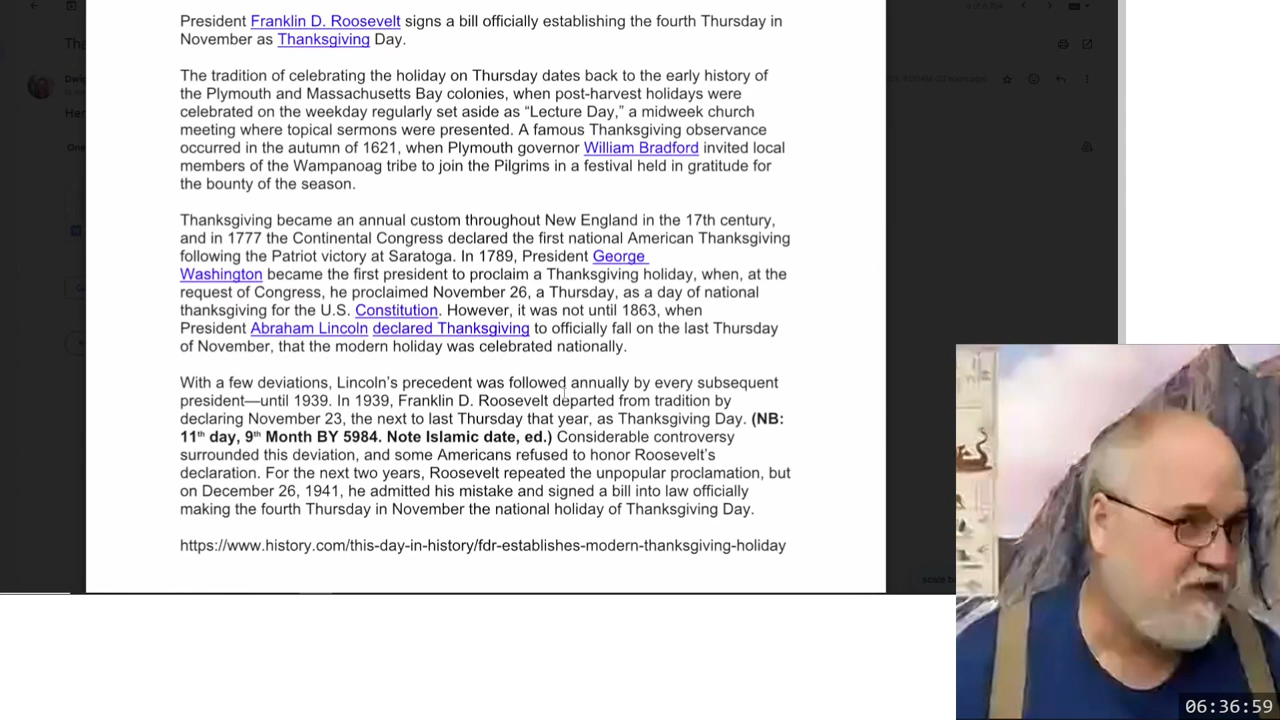 President Franklin D. Roosevelt signs a bill officially establishing the fourth Thursday in
November as Thanksgiving Day.
The tradition of celebrating the holiday on Thursday dates back to the early history of
the Plymouth and Massachusetts Bay colonies, when post-harvest holidays were
celebrated on the weekday regularly set aside as “Lecture Day,” a midweek church
meeting where topical sermons were presented. A famous Thanksgiving observance
occurred in the autumn of 1621, when Plymouth governor William Bradford invited local
members of the Wampanoag tribe to join the Pilgrims in a festival held in gratitude for
the bounty of the season.
Thanksgiving became an annual custom throughout New England in the 17th century,
and in 1777 the Continental Congress declared the first national American Thanksgiving
following the Patriot victory at Saratoga. In 1789, President George
Washington became the first president to proclaim a Thanksgiving holiday, when, at the
request of Congress, he proclaimed November 26, a Thursday, as a day of national
thanksgiving for the U.S. Constitution. However, it was not until 1863, when
President Abraham Lincoln declared Thanksgiving to officially fall on the last Thursday
of November, that the modern holiday was celebrated nationally.
With a few deviations, Lincoln’s precedent was followed annually by every subsequent
president—until 1939. In 1939, Franklin D. Roosevelt departed from tradition by
declaring November 23, the next to last Thursday that year, as Thanksgiving Day. (NB:
11th day, 9th Month BY 5984. Note Islamic date, ed.) Considerable controversy
surrounded this deviation, and some Americans refused to honor Roosevelt’s
declaration. For the next two years, Roosevelt repeated the unpopular proclamation, but
on December 26, 1941, he admitted his mistake and signed a bill into law officially
making the fourth Thursday in November the national holiday of Thanksgiving Day.
https://www.history.com/this-day-in-history/fdr-establishes-modern-thanksgiving-holiday
06:36:59